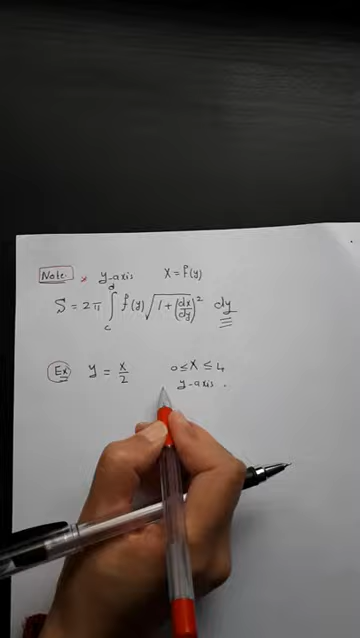 Note. * y-axis x = f(y)
S = 2π ∫_c^d f(y) √(1 + (dx/dy)²) dy
Ex y = x/2 0 ≤ x ≤ 4
y-axis.